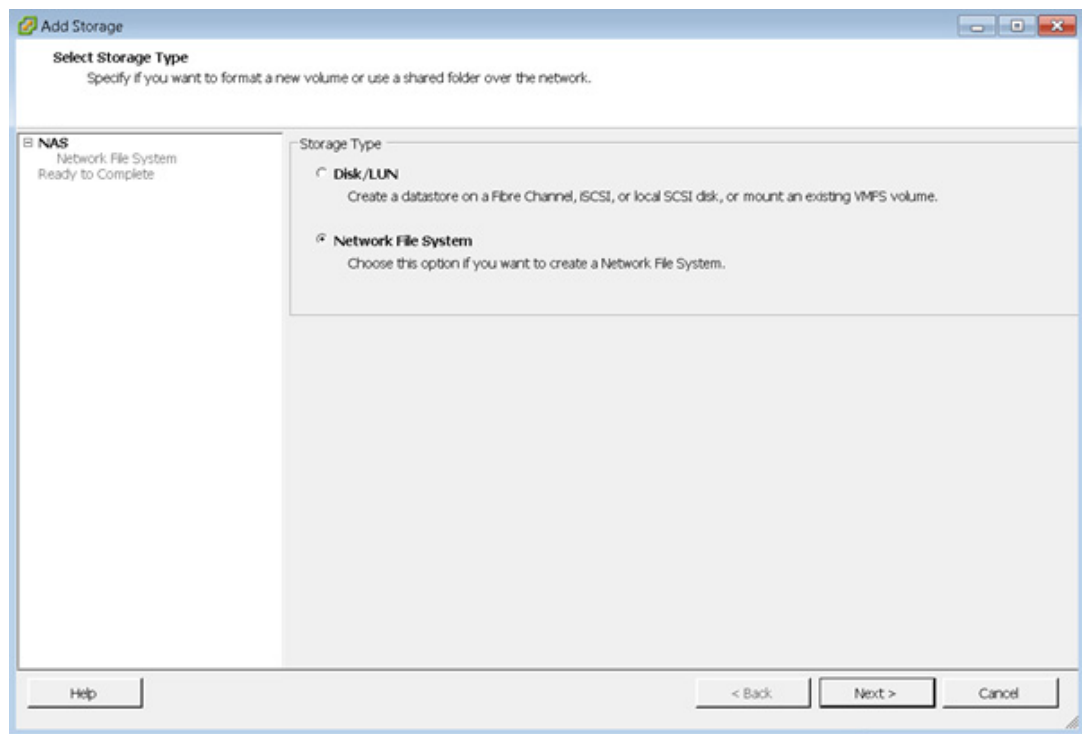 Add Storage
Select Storage Type
Specify if you want to format a new volume or use a shared folder over the network.
NAS
Network File System
Ready to Complete
Storage Type
Disk/LUN
Create a datastore on a Fibre Channel, iSCSI, or local SCSI disk, or mount an existing VMFS volume.
Network File System
Choose this option if you want to create a Network File System.
Help
< Back
Next >
Cancel